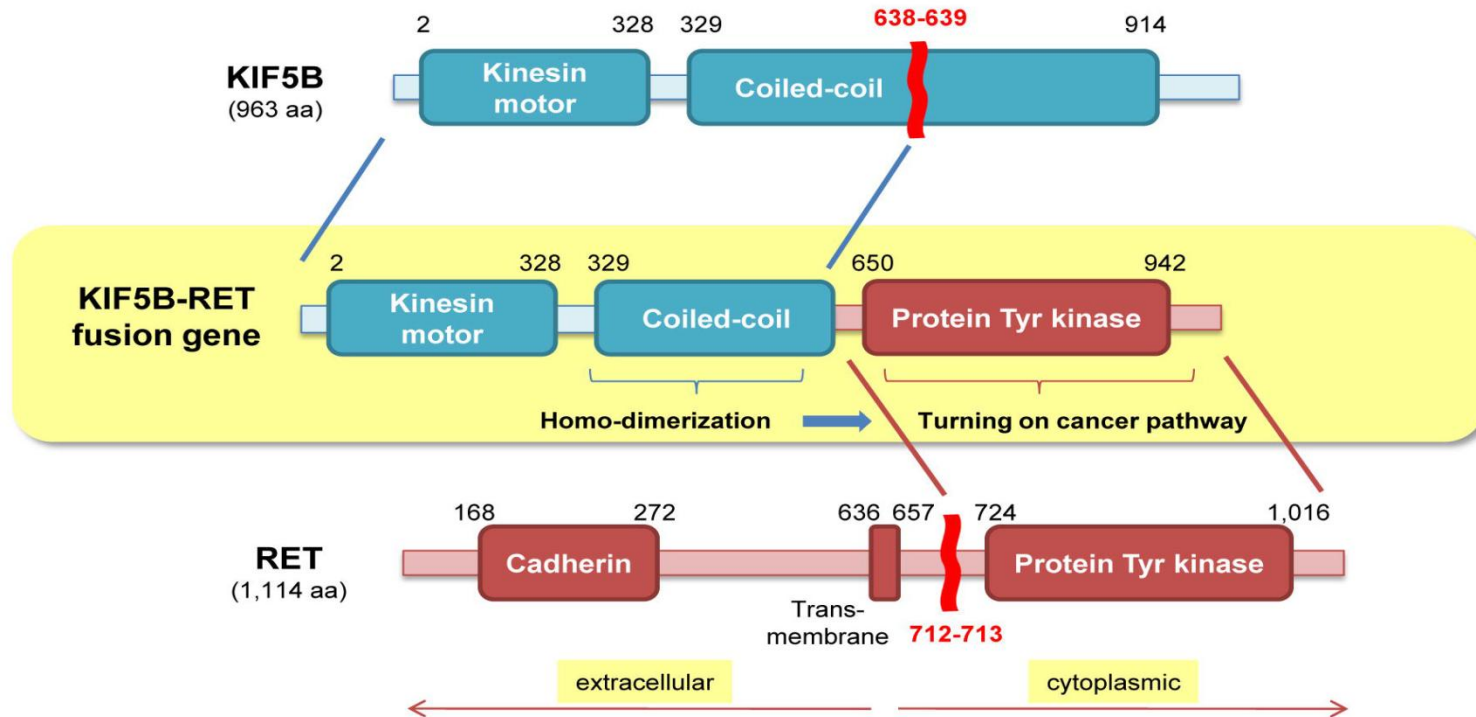 2 328 329 638-639 914
KIF5B
(963 aa)
Kinesin
motor
Coiled-coil
2 328 329 650 942
KIF5B-RET
fusion gene
Kinesin
motor
Coiled-coil
Protein Tyr kinase
Homo-dimerization
Turning on cancer pathway
168 272 636 657 724 1,016
RET
(1,114 aa)
Cadherin
Protein Tyr kinase
Trans-
membrane
712-713
extracellular
cytoplasmic